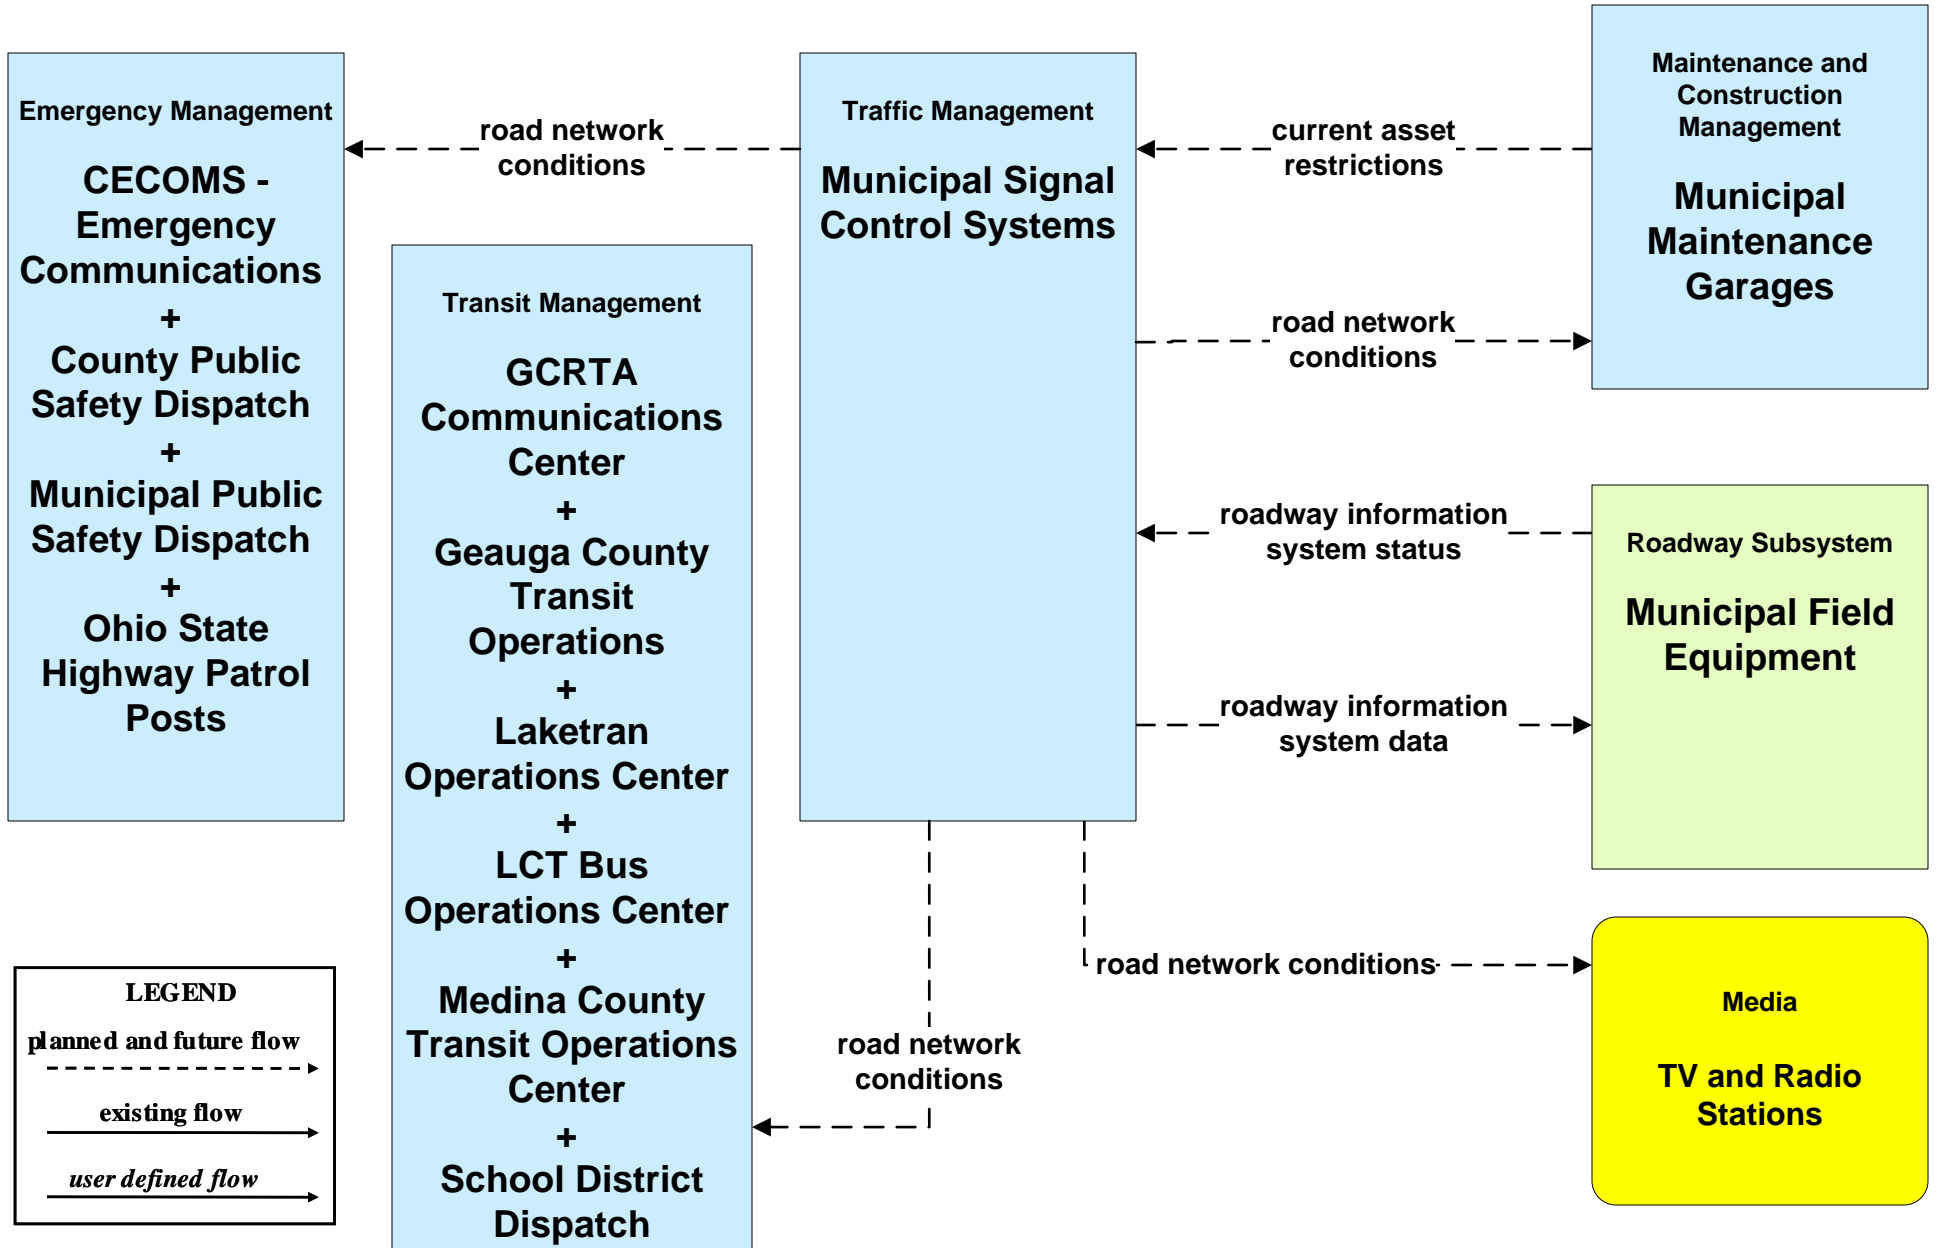 Emergency Management
CECOMS -
Emergency
Communications
+
County Public
Safety Dispatch
+
Municipal Public
Safety Dispatch
+
Ohio State
Highway Patrol
Posts
road network
conditions
Transit Management
GCRTA
Communications
Center
+
Geauga County
Transit
Operations
+
Laketran
Operations Center
+
LCT Bus
Operations Center
+
Medina County
Transit Operations
Center
+
School District
Dispatch
Traffic Management
Municipal Signal
Control Systems
current asset
restrictions
road network
conditions
roadway information
system status
roadway information
system data
road network conditions
road network
conditions
Maintenance and
Construction
Management
Municipal
Maintenance
Garages
Roadway Subsystem
Municipal Field
Equipment
Media
TV and Radio
Stations
LEGEND
planned and future flow
existing flow
user defined flow